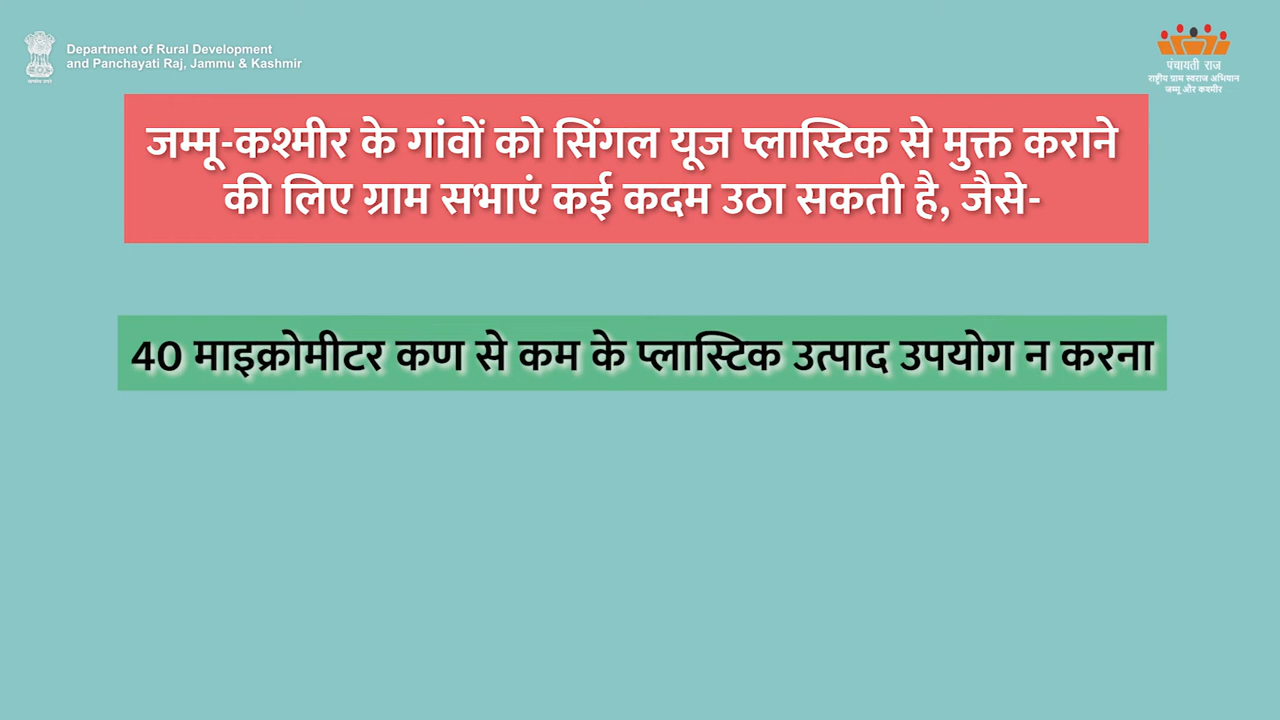 Department of Rural Development
and Panchayati Raj, Jammu & Kashmir
पंचायती राज
राष्ट्रीय ग्राम स्वराज अभियान
जम्मू और कश्मीर
जम्मू-कश्मीर के गांवों को सिंगल यूज प्लास्टिक से मुक्त कराने
की लिए ग्राम सभाएं कई कदम उठा सकती है, जैसे-
40 माइक्रोमीटर कण से कम के प्लास्टिक उत्पाद उपयोग न करना